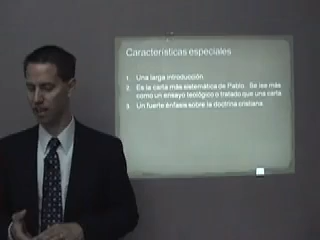 Características especiales
1. Una larga introducción.
2. Es la carta más sistemática de Pablo. Se lee más
como un ensayo teológico o tratado que una carta
3. Un fuerte énfasis sobre la doctrina cristiana